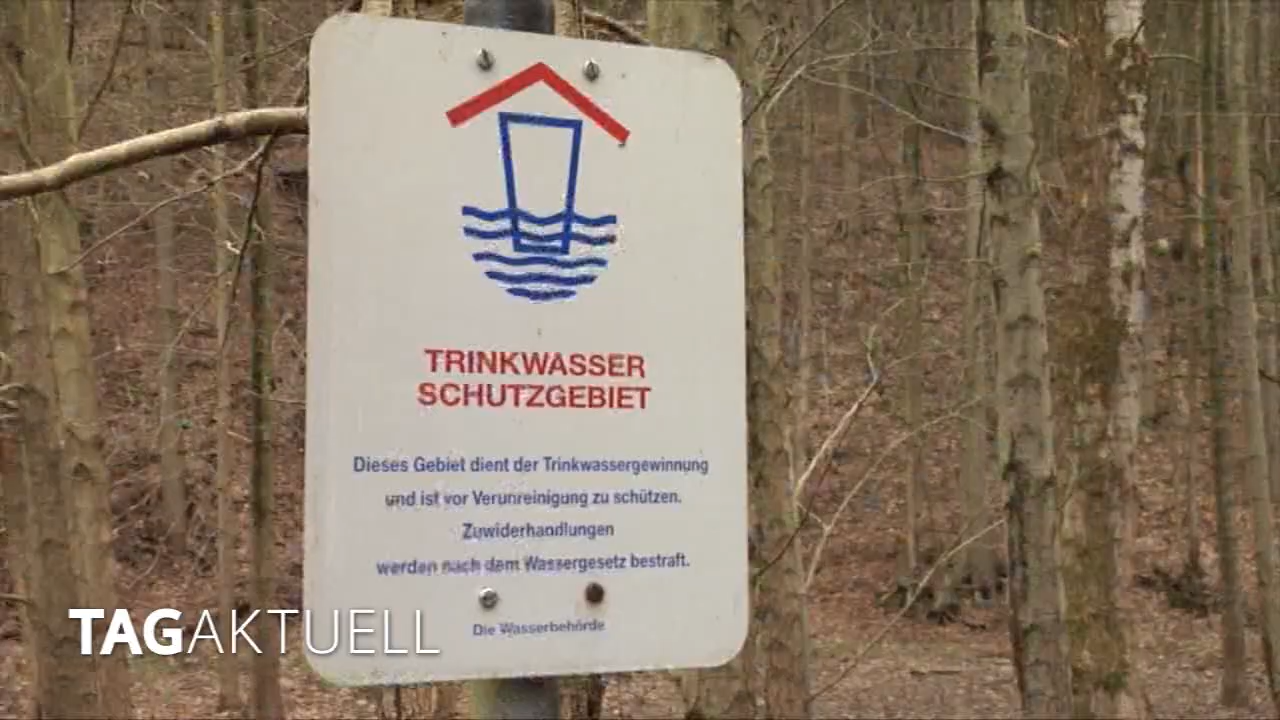 TRINKWASSER
SCHUTZGEBIET
Dieses Gebiet dient der Trinkwassergewinnung
und ist vor Verunreinigung zu schützen.
Zuwiderhandlungen
werden nach dem Wassergesetz bestraft.
Die Wasserbehörde
TAGAKTUELL